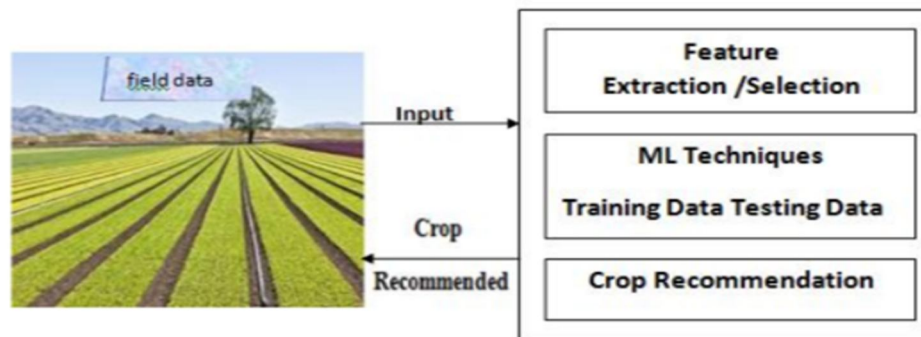 field data
Input
Crop
Recommended
Feature
Extraction /Selection
ML Techniques
Training Data Testing Data
Crop Recommendation